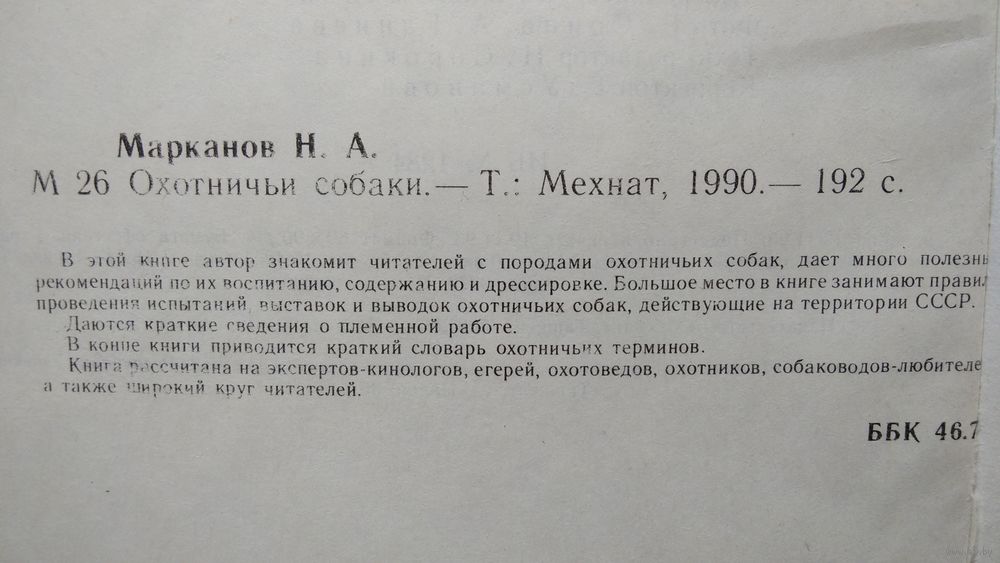 Марканов Н. А.
М 26 Охотничьи собаки.— Т.: Мехнат, 1990.— 192 с.
В этой книге автор знакомит читателей с породами охотничьих собак, дает много полезн
рекомендаций по их воспитанию, содержанию и дрессировке. Большое место в книге занимают прави
проведения испытаний, выставок и выводок охотничьих собак, действующие на территории СССР.
Даются краткие сведения о племенной работе.
В конце книги приводится краткий словарь охотничьих терминов.
Книга рассчитана на экспертов-кинологов, егерей, охотоведов, охотников, собаководов-любителе
а также широкий круг читателей.
ББК 46.7